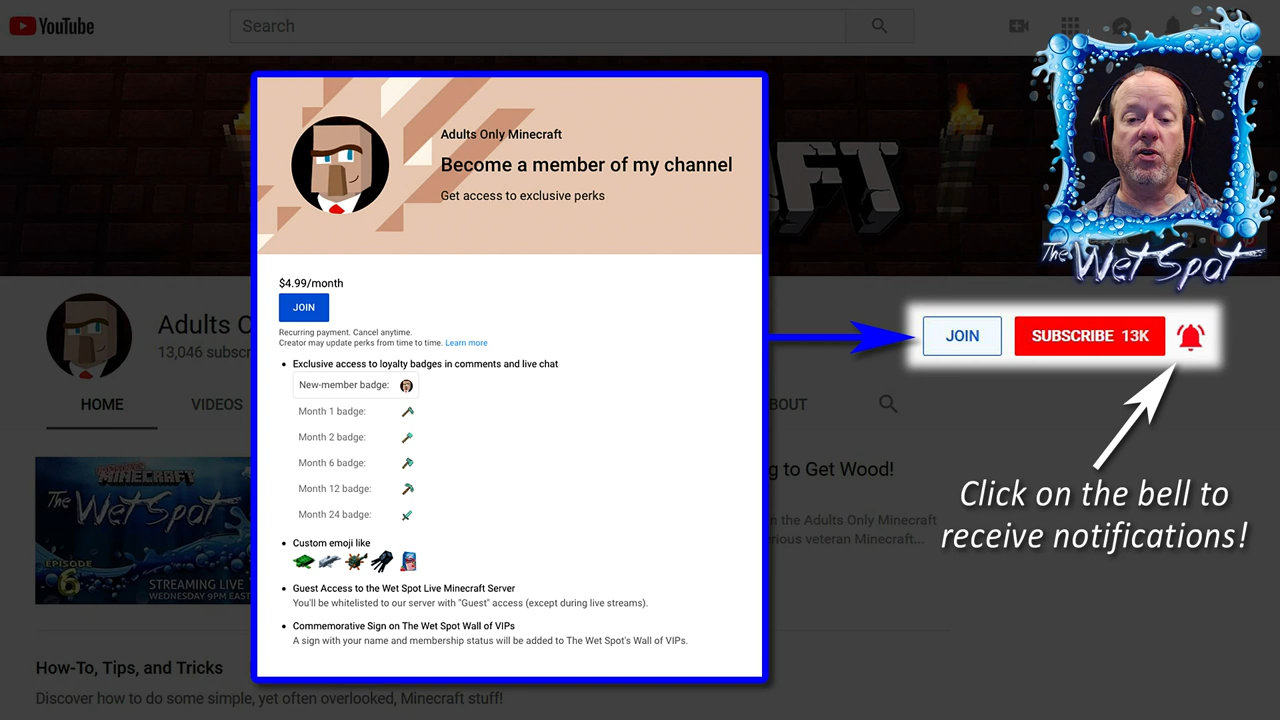 YouTube
Search
The Wet Spot
Adults Only Minecraft
Become a member of my channel
Get access to exclusive perks
$4.99/month
JOIN
Recurring payment. Cancel anytime.
Creator may update perks from time to time. Learn more
Exclusive access to loyalty badges in comments and live chat
New-member badge:
Month 1 badge:
Month 2 badge:
Month 6 badge:
Month 12 badge:
Month 24 badge:
Custom emoji like
Guest Access to the Wet Spot Live Minecraft Server
You'll be whitelisted to our server with "Guest" access (except during live streams).
Commemorative Sign on The Wet Spot Wall of VIPs
A sign with your name and membership status will be added to The Wet Spot's Wall of VIPs.
JOIN SUBSCRIBE 13K
Click on the bell to
receive notifications!
13,046
HOME VIDEOS
g to Get Wood!
n the Adults Only Minecraft
veteran Minecraft...
MINECRAFT
The Wet Spot
EPISODE
6
STREAMING LIVE
WEDNESDAY 9PM
How-To, Tips, and Tricks
Discover how to do some simple, yet often overlooked, Minecraft stuff!